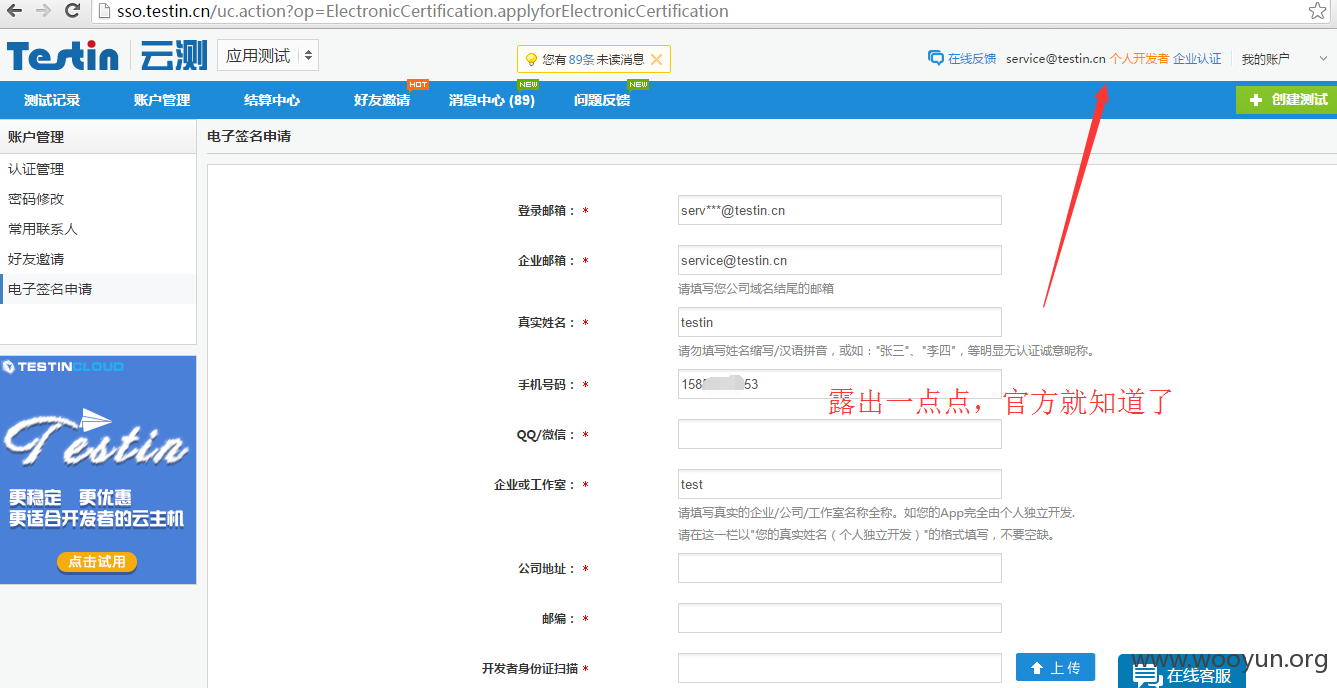 sso.testin.cn/uc.action?op=ElectronicCertification.applyforElectronicCertification
Testin 云测 应用测试 您有 89条 未读消息 在线反馈 service@testin.cn 个人开发者 企业认证 我的账户
HOT NEW NEW
测试记录 账户管理 结算中心 好友邀请 消息中心 (89) 问题反馈 创建测试
账户管理
认证管理
密码修改
常用联系人
好友邀请
电子签名申请
TESTINCLOUD
Testin
更稳定 更优惠
更适合开发者的云主机
点击试用
电子签名申请
登录邮箱： * serv***@testin.cn
企业邮箱： * service@testin.cn
请填写您公司域名结尾的邮箱
真实姓名： * testin
请勿填写姓名缩写/汉语拼音，或如："张三"、"李四"，等明显无认证诚意昵称。
手机号码： * 158 53
露出一点点，官方就知道了
QQ/微信： *
企业或工作室： * test
请填写真实的企业/公司/工作室名称全称。如您的App完全由个人独立开发.
请在这一栏以"您的真实姓名（个人独立开发）"的格式填写，不要空缺。
公司地址： *
邮编： *
开发者身份证扫描 * 上传
www.wooyun.org
在线客服